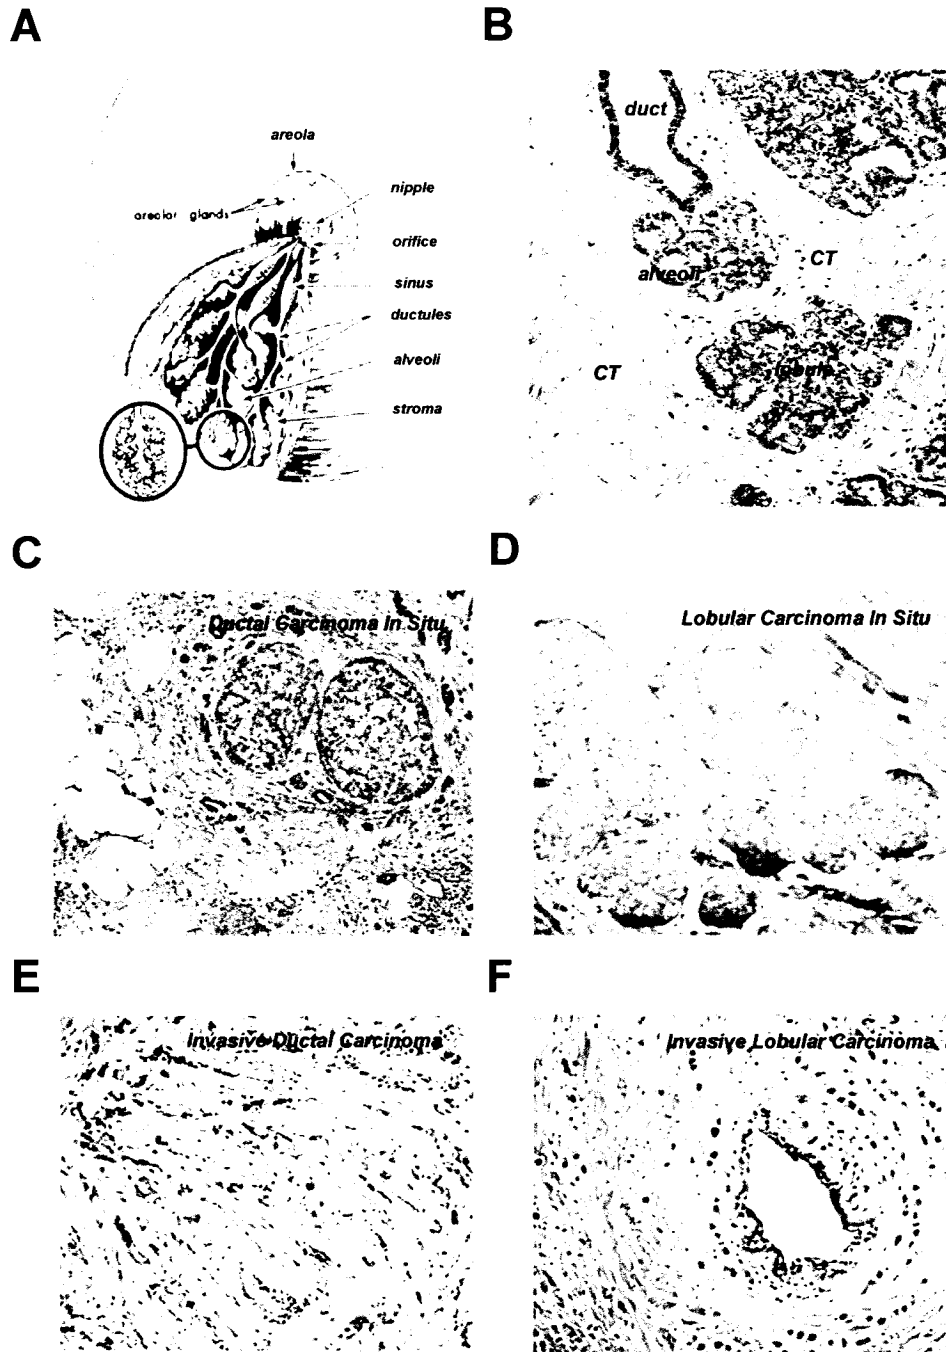 A
areola
nipple
areolar glands
orifice
sinus
ductules
alveoli
stroma
B
duct
alveoli
CT
lobule
CT
C
Ductal Carcinoma In Situ
D
Lobular Carcinoma In Situ
E
Invasive Ductal Carcinoma
F
Invasive Lobular Carcinoma